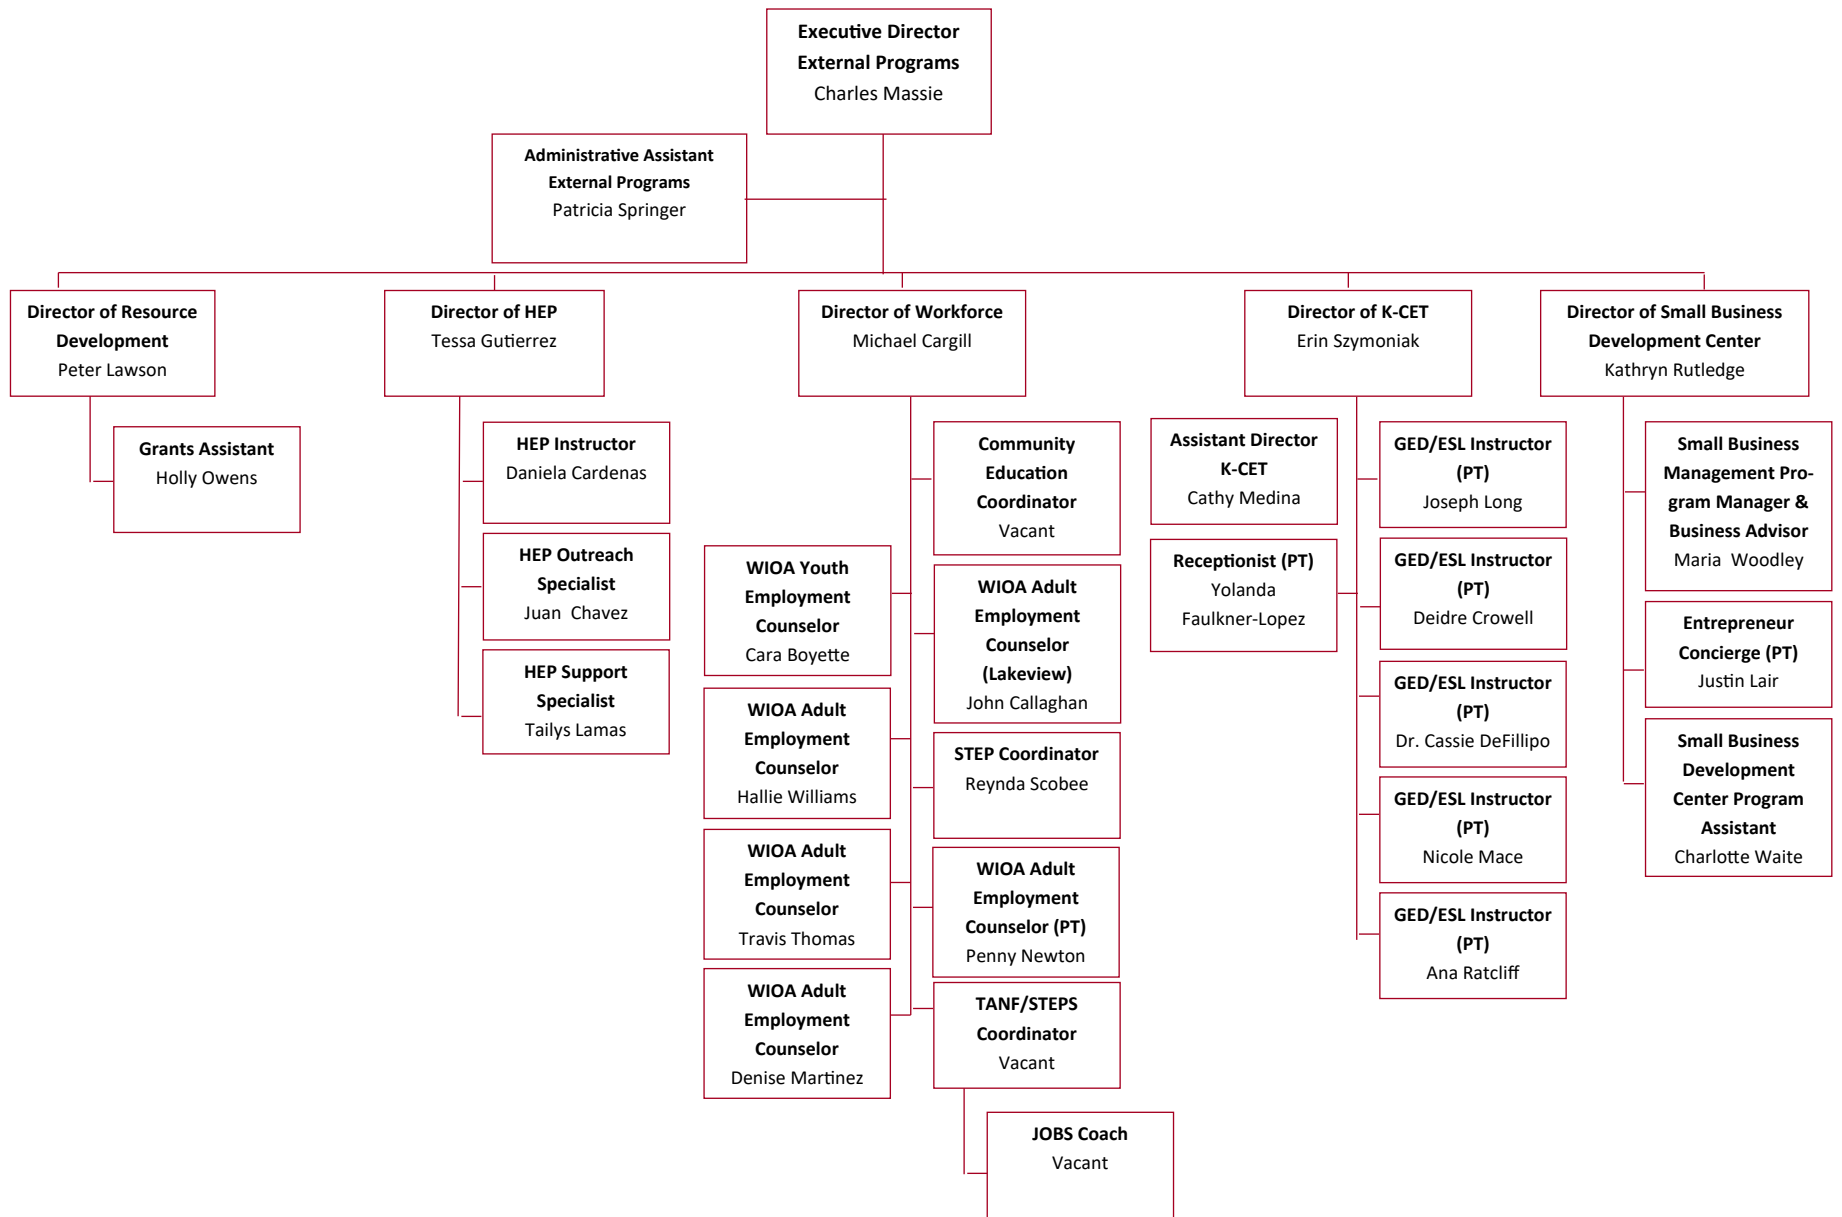 Executive Director
External Programs
Charles Massie
Administrative Assistant
External Programs
Patricia Springer
Director of Resource
Development
Peter Lawson
Director of HEP
Tessa Gutierrez
Director of Workforce
Michael Cargill
Director of K-CET
Erin Szymoniak
Director of Small Business
Development Center
Kathryn Rutledge
Grants Assistant
Holly Owens
HEP Instructor
Daniela Cardenas
HEP Outreach
Specialist
Juan Chavez
HEP Support
Specialist
Tailys Lamas
Community
Education
Coordinator
Vacant
WIOA Youth
Employment
Counselor
Cara Boyette
WIOA Adult
Employment
Counselor
(Lakeview)
John Callaghan
WIOA Adult
Employment
Counselor
Hallie Williams
STEP Coordinator
Reynda Scobee
WIOA Adult
Employment
Counselor
Travis Thomas
WIOA Adult
Employment
Counselor (PT)
Penny Newton
WIOA Adult
Employment
Counselor
Denise Martinez
TANF/STEPS
Coordinator
Vacant
JOBS Coach
Vacant
Assistant Director
K-CET
Cathy Medina
Receptionist (PT)
Yolanda
Faulkner-Lopez
GED/ESL Instructor
(PT)
Joseph Long
GED/ESL Instructor
(PT)
Deidre Crowell
GED/ESL Instructor
(PT)
Dr. Cassie DeFillipo
GED/ESL Instructor
(PT)
Nicole Mace
GED/ESL Instructor
(PT)
Ana Ratcliff
Small Business
Management Pro-
gram Manager &
Business Advisor
Maria Woodley
Entrepreneur
Concierge (PT)
Justin Lair
Small Business
Development
Center Program
Assistant
Charlotte Waite